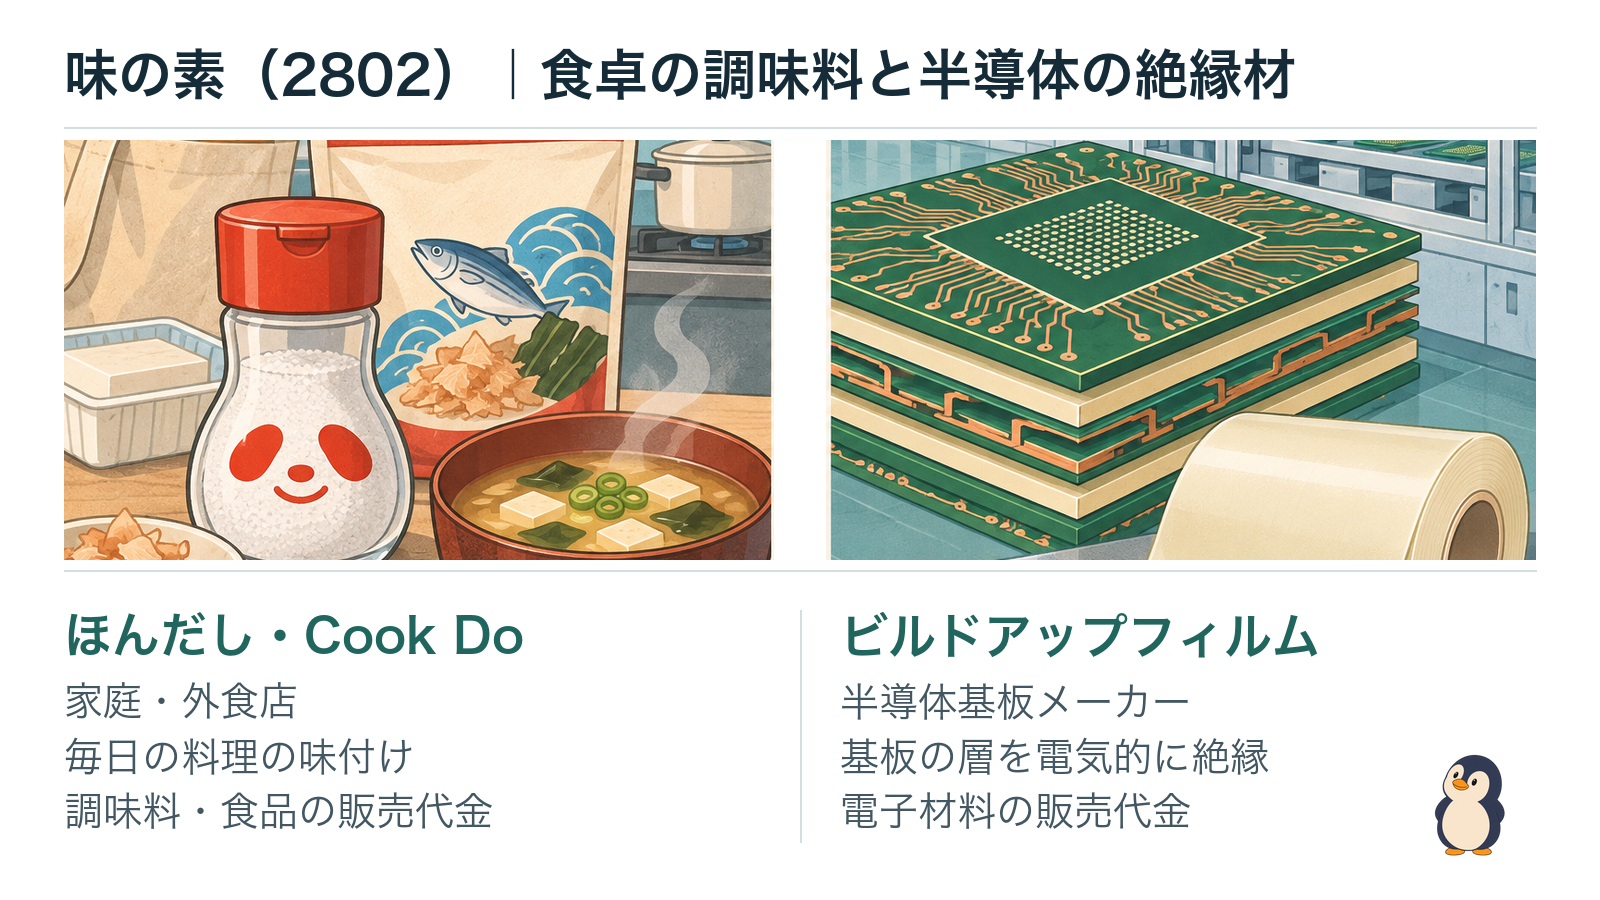 味の素（2802）｜食卓の調味料と半導体の絶縁材
ほんだし・Cook Do
家庭・外食店
毎日の料理の味付け
調味料・食品の販売代金
ビルドアップフィルム
半導体基板メーカー
基板の層を電気的に絶縁
電子材料の販売代金